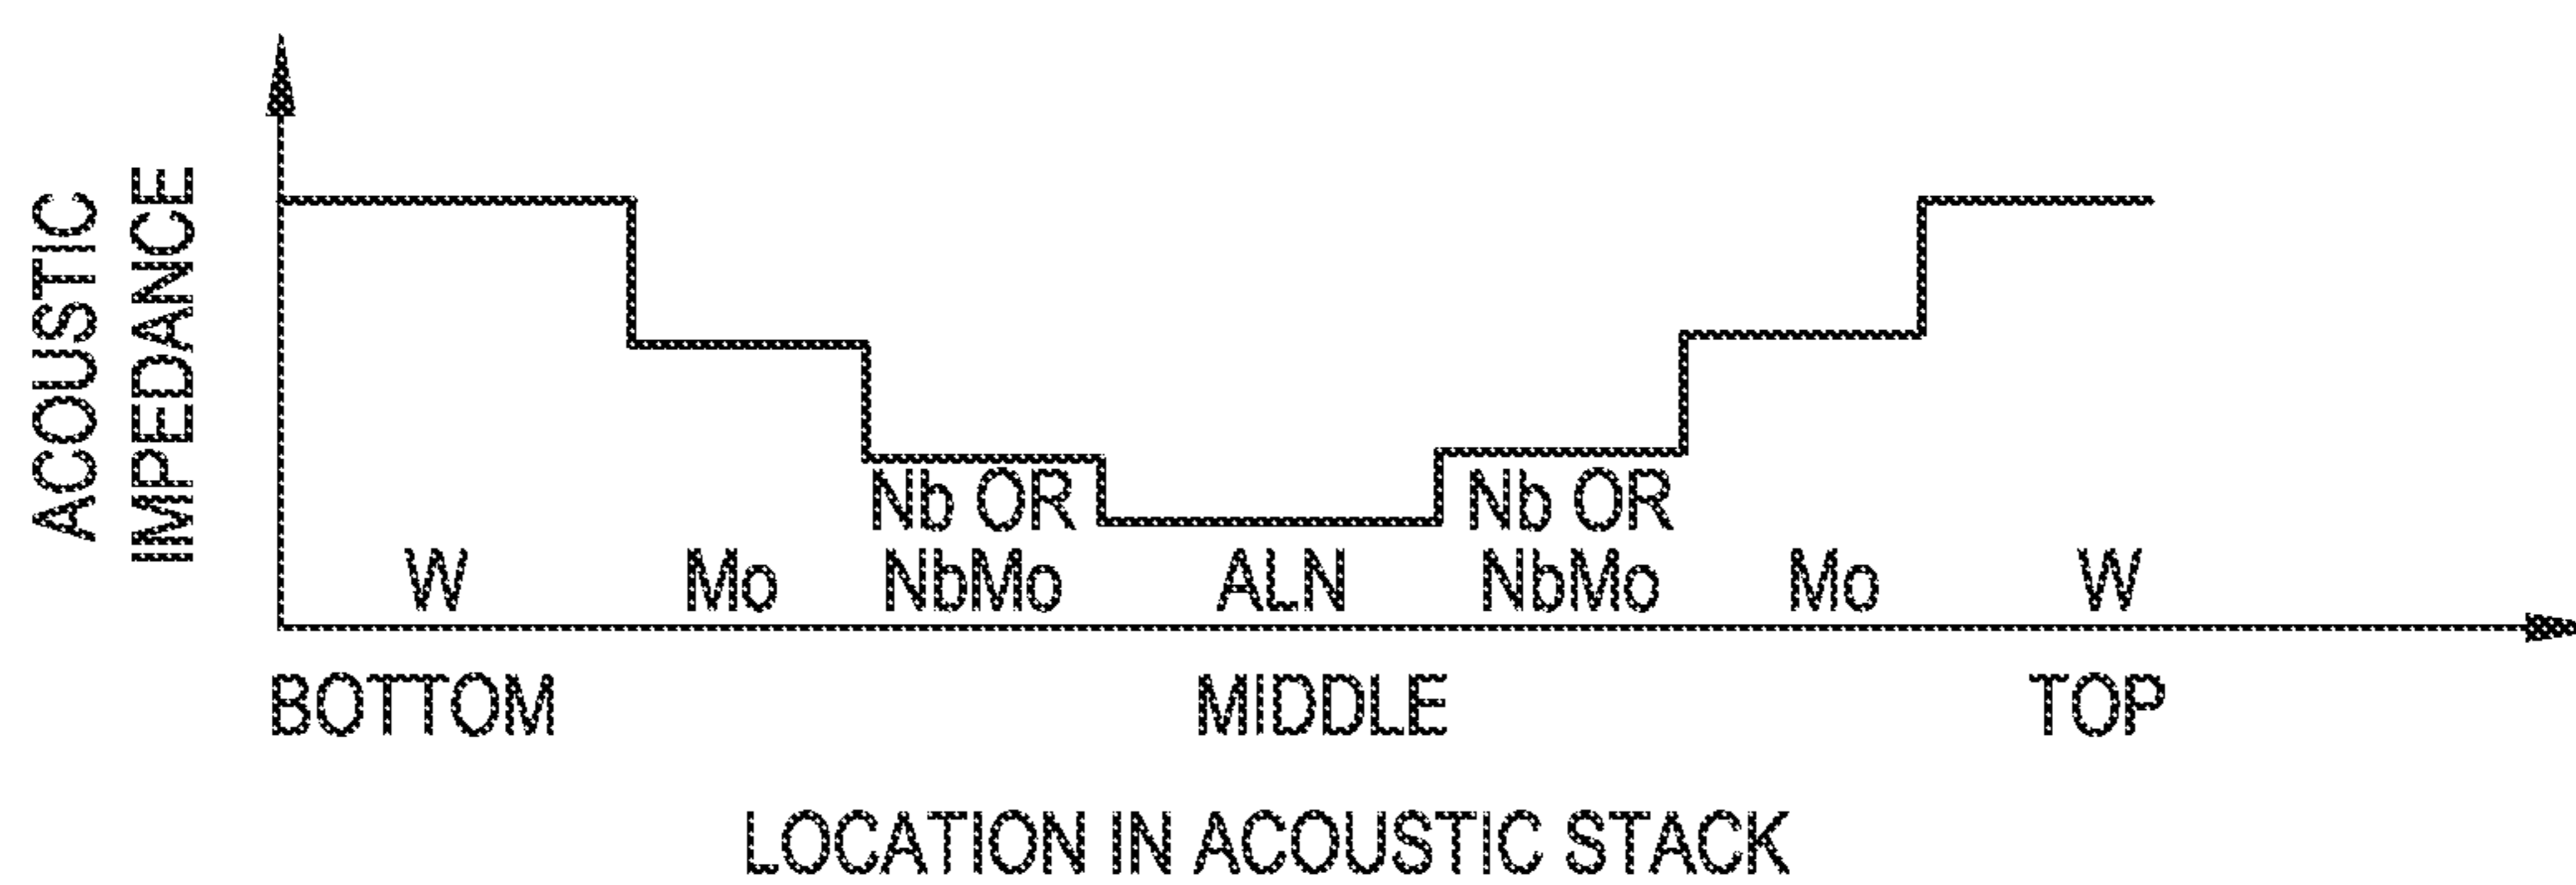 ACOUSTIC
IMPEDANCE
Nb OR
Nb OR
W
Mo
NbMo
ALN
NbMo
Mo
W
BOTTOM
MIDDLE
TOP
LOCATION IN ACOUSTIC STACK